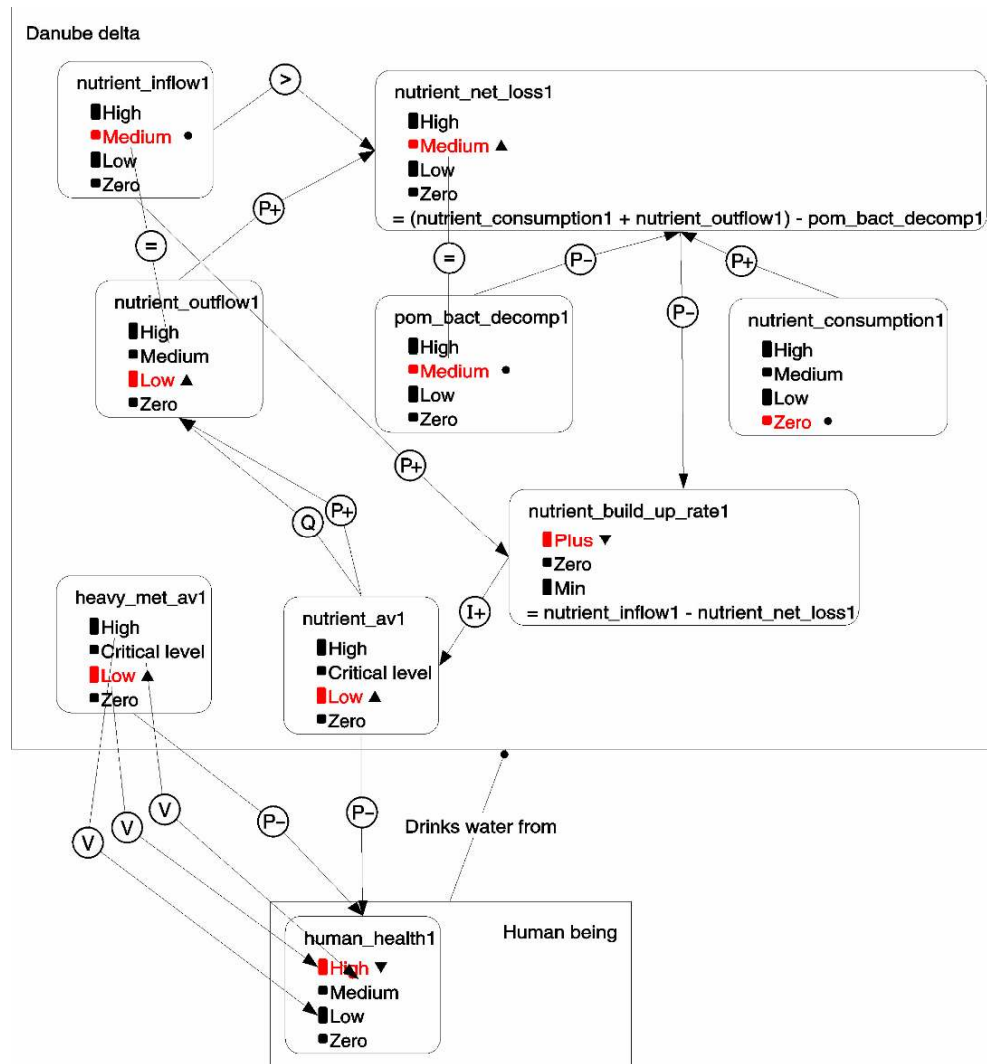 Danube delta
nutrient_inflow1
High
Medium
Low
Zero
>
nutrient_net_loss1
High
Medium
Low
Zero
= (nutrient_consumption1 + nutrient_outflow1) - pom_bact_decomp1
P+
=
=
P-
P+
P-
nutrient_outflow1
High
Medium
Low
Zero
pom_bact_decomp1
High
Medium
Low
Zero
nutrient_consumption1
High
Medium
Low
Zero
P+
Q
P+
nutrient_build_up_rate1
Plus
Zero
Min
= nutrient_inflow1 - nutrient_net_loss1
I+
heavy_met_av1
High
Critical level
Low
Zero
nutrient_av1
High
Critical level
Low
Zero
V
V
V
P-
P-
Drinks water from
Human being
human_health1
High
Medium
Low
Zero